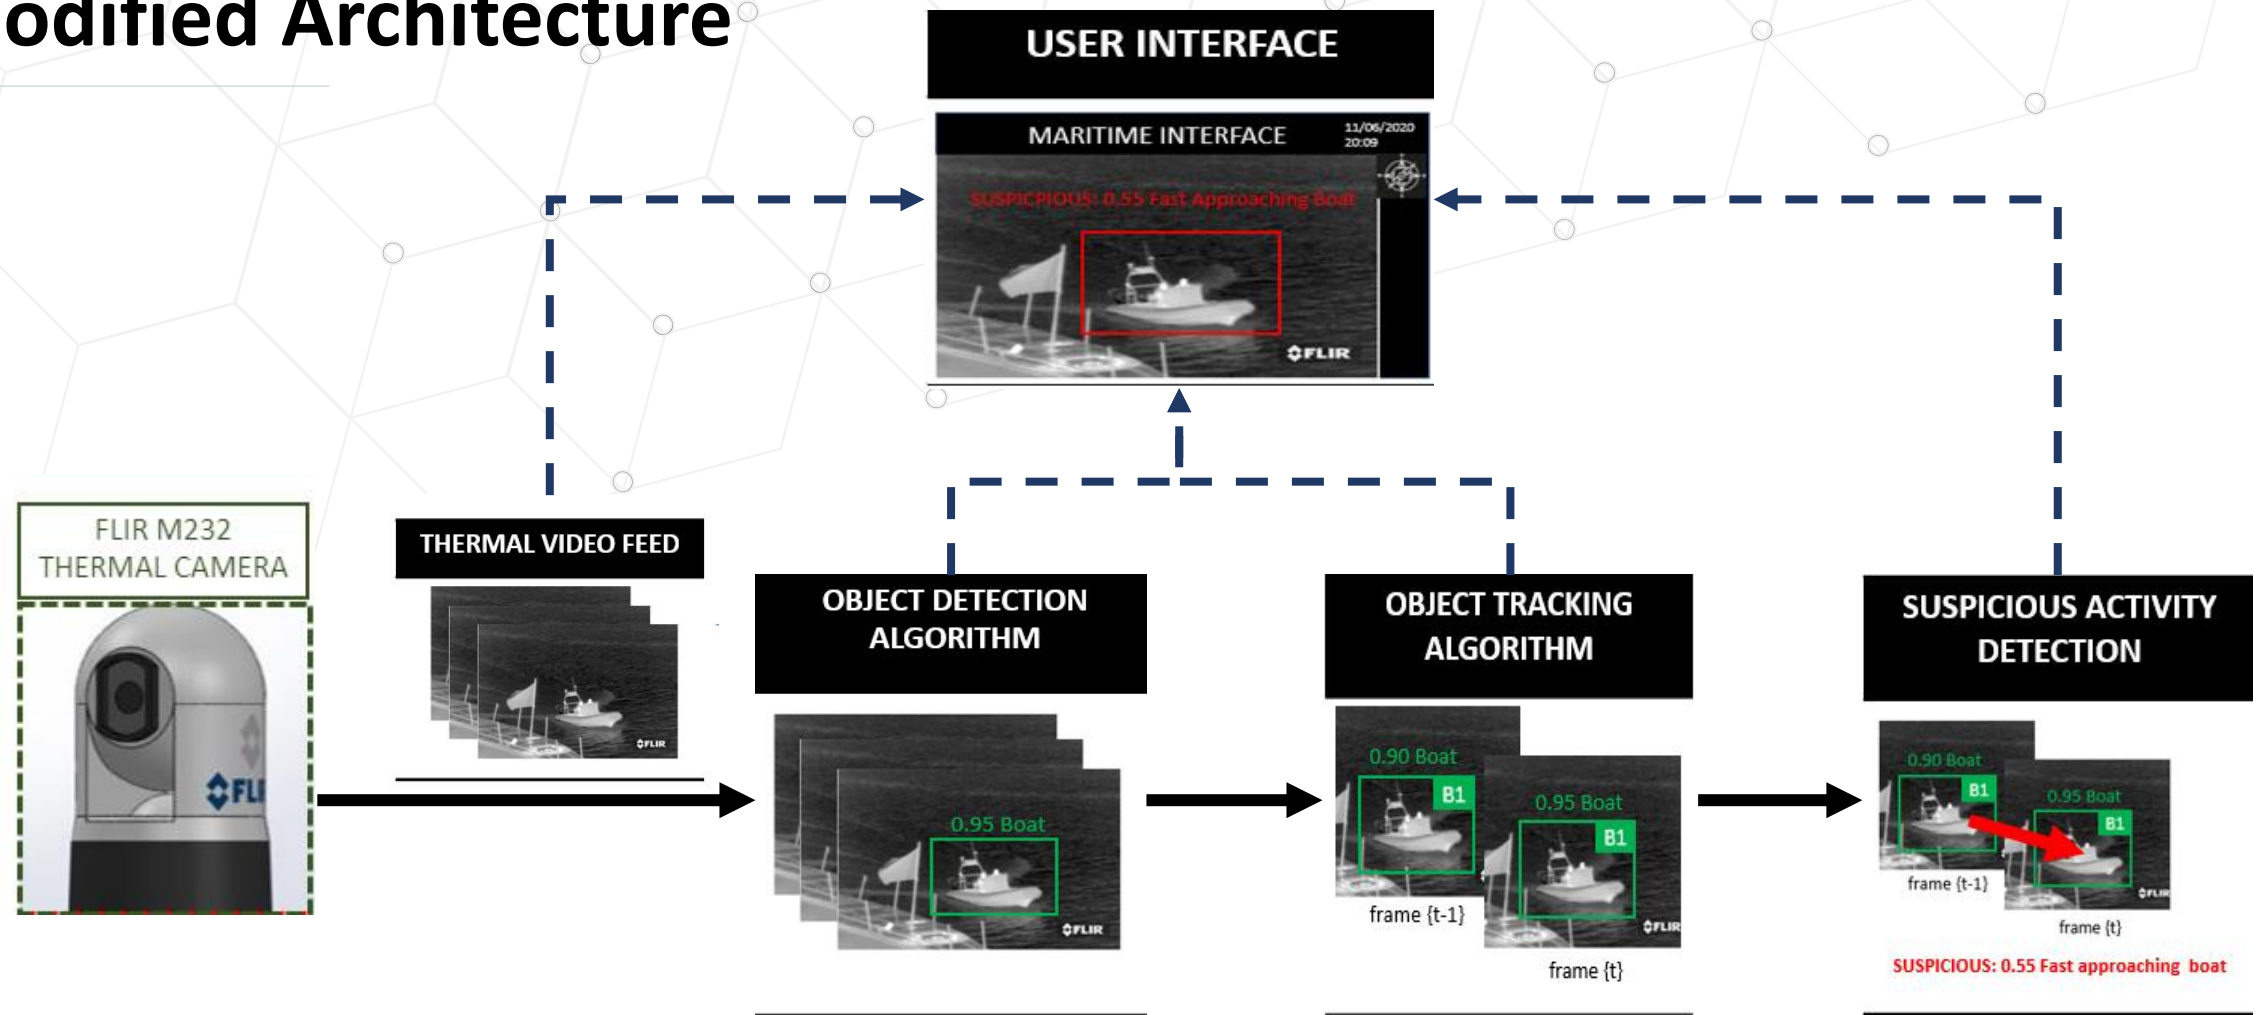 odified Architecture
USER INTERFACE
MARITIME INTERFACE
11/06/2020
20:09
SUSPICPIOUS: 0.55 Fast Approaching Boat
FLIR
FLIR M232
THERMAL CAMERA
FLI
THERMAL VIDEO FEED
FLIR
OBJECT DETECTION
ALGORITHM
0.95 Boat
FLIR
OBJECT TRACKING
ALGORITHM
0.90 Boat
B1
frame {t-1}
0.95 Boat
B1
FLIR
frame {t}
SUSPICIOUS ACTIVITY
DETECTION
0.90 Boat
B1
frame {t-1}
0.95 Boat
B1
FLIR
frame {t}
SUSPICIOUS: 0.55 Fast approaching boat